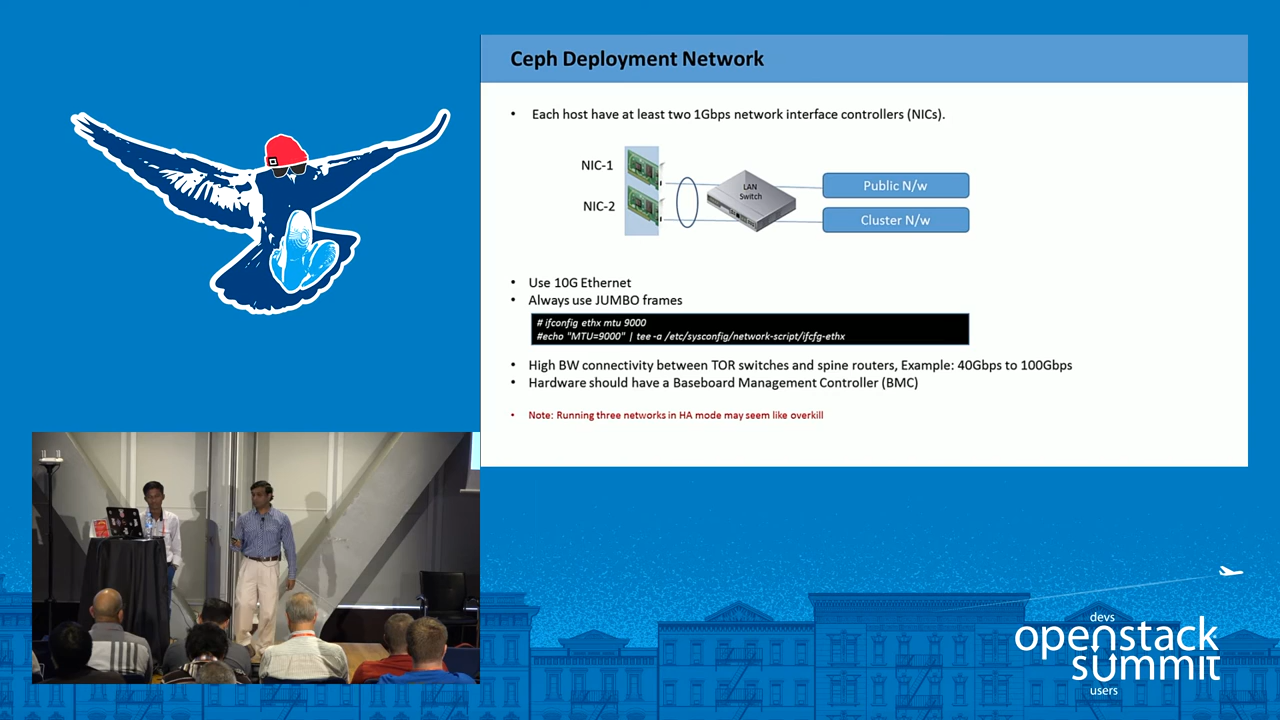 Ceph Deployment Network
• Each host have at least two 1Gbps network interface controllers (NICs).
NIC-1
NIC-2
LAN
Switch
Public N/w
Cluster N/w
• Use 10G Ethernet
• Always use JUMBO frames
# ifconfig ethx mtu 9000
#echo "MTU=9000" | tee -a /etc/sysconfig/network-script/ifcfg-ethx
• High BW connectivity between TOR switches and spine routers, Example: 40Gbps to 100Gbps
• Hardware should have a Baseboard Management Controller (BMC)
• Note: Running three networks in HA mode may seem like overkill
devs
openstack
summit
users